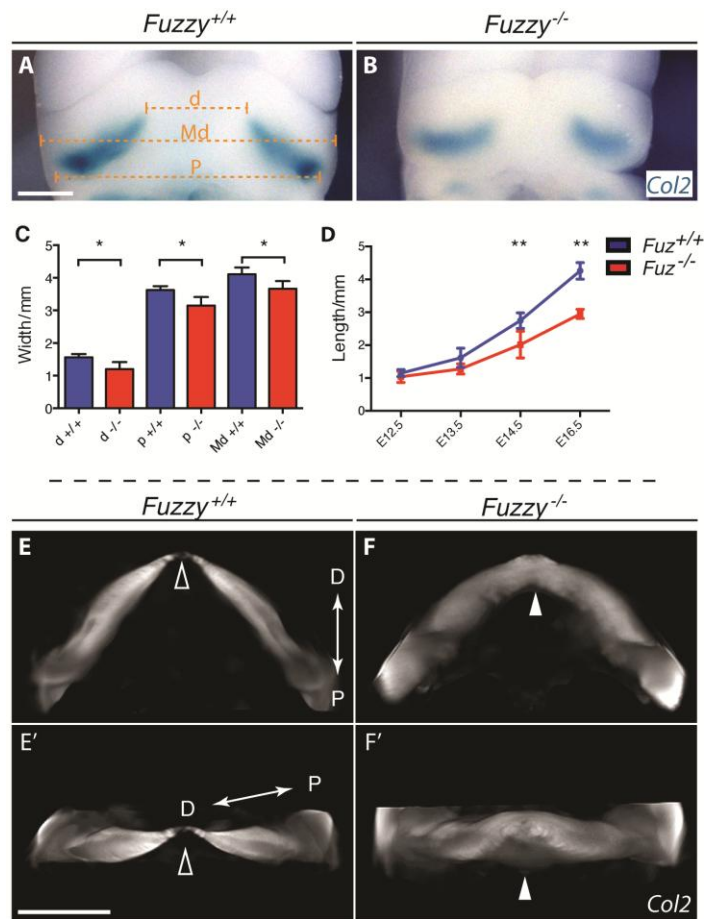 Fuzzy+/+ Fuzzy-/-
A B
d
Md
P
Col2
C D
Width/mm
5
4
3
2
1
0
* * *
d +/+ d -/- p +/+ p -/- Md +/+ Md -/-
Length/mm
5
4
3
2
1
0
** **
E12.5 E13.5 E14.5 E16.5
Fuz+/+
Fuz-/-
Fuzzy+/+ Fuzzy-/-
E F
D
P
E' F'
D P
Col2